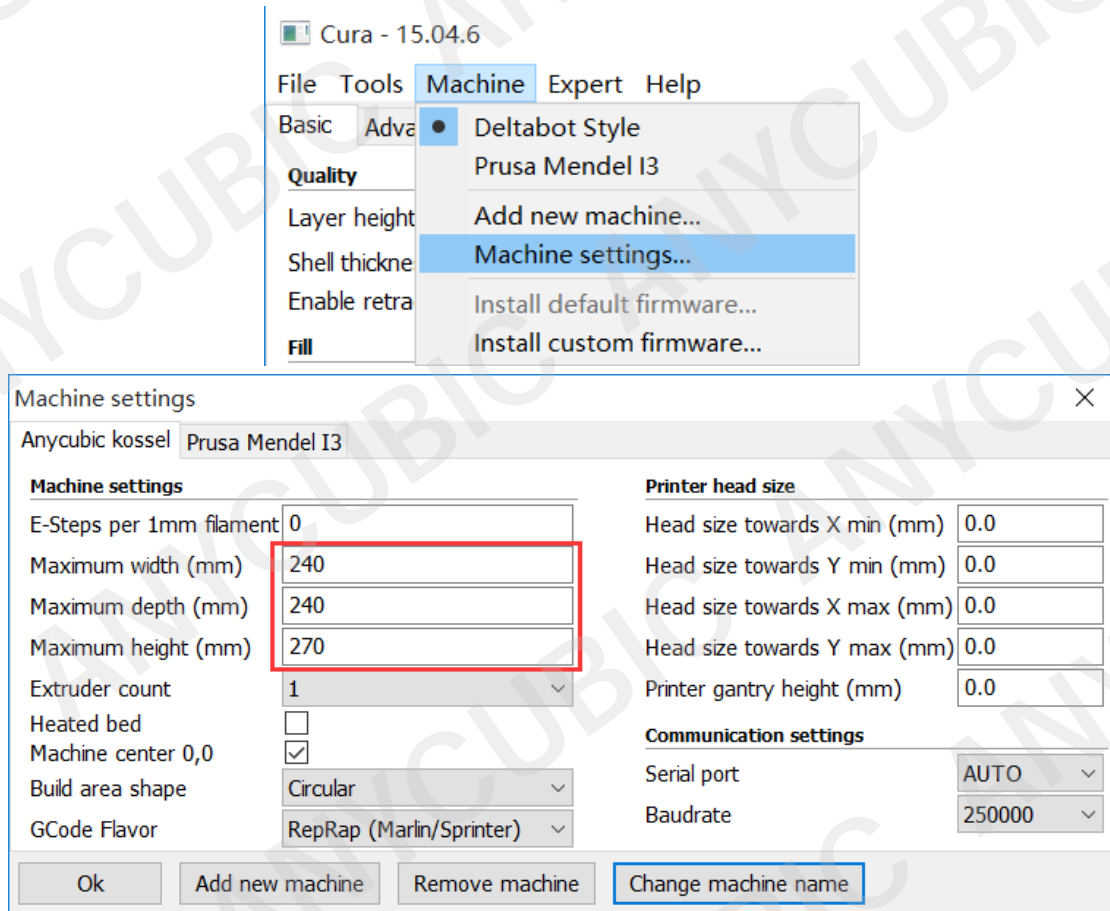 Cura - 15.04.6
File Tools Machine Expert Help
Basic Adva
Deltabot Style
Prusa Mendel I3
Quality
Layer height
Add new machine...
Shell thickne
Machine settings...
Enable retra
Install default firmware...
Fill
Install custom firmware...
Machine settings
Anycubic kossel Prusa Mendel I3
Machine settings
E-Steps per 1mm filament 0
Maximum width (mm) 240
Maximum depth (mm) 240
Maximum height (mm) 270
Extruder count 1
Heated bed
Machine center 0,0
Build area shape Circular
GCode Flavor RepRap (Marlin/Sprinter)
Printer head size
Head size towards X min (mm) 0.0
Head size towards Y min (mm) 0.0
Head size towards X max (mm) 0.0
Head size towards Y max (mm) 0.0
Printer gantry height (mm) 0.0
Communication settings
Serial port AUTO
Baudrate 250000
Ok Add new machine Remove machine Change machine name
ANYCUBIC ANYCUBIC ANYCUBIC